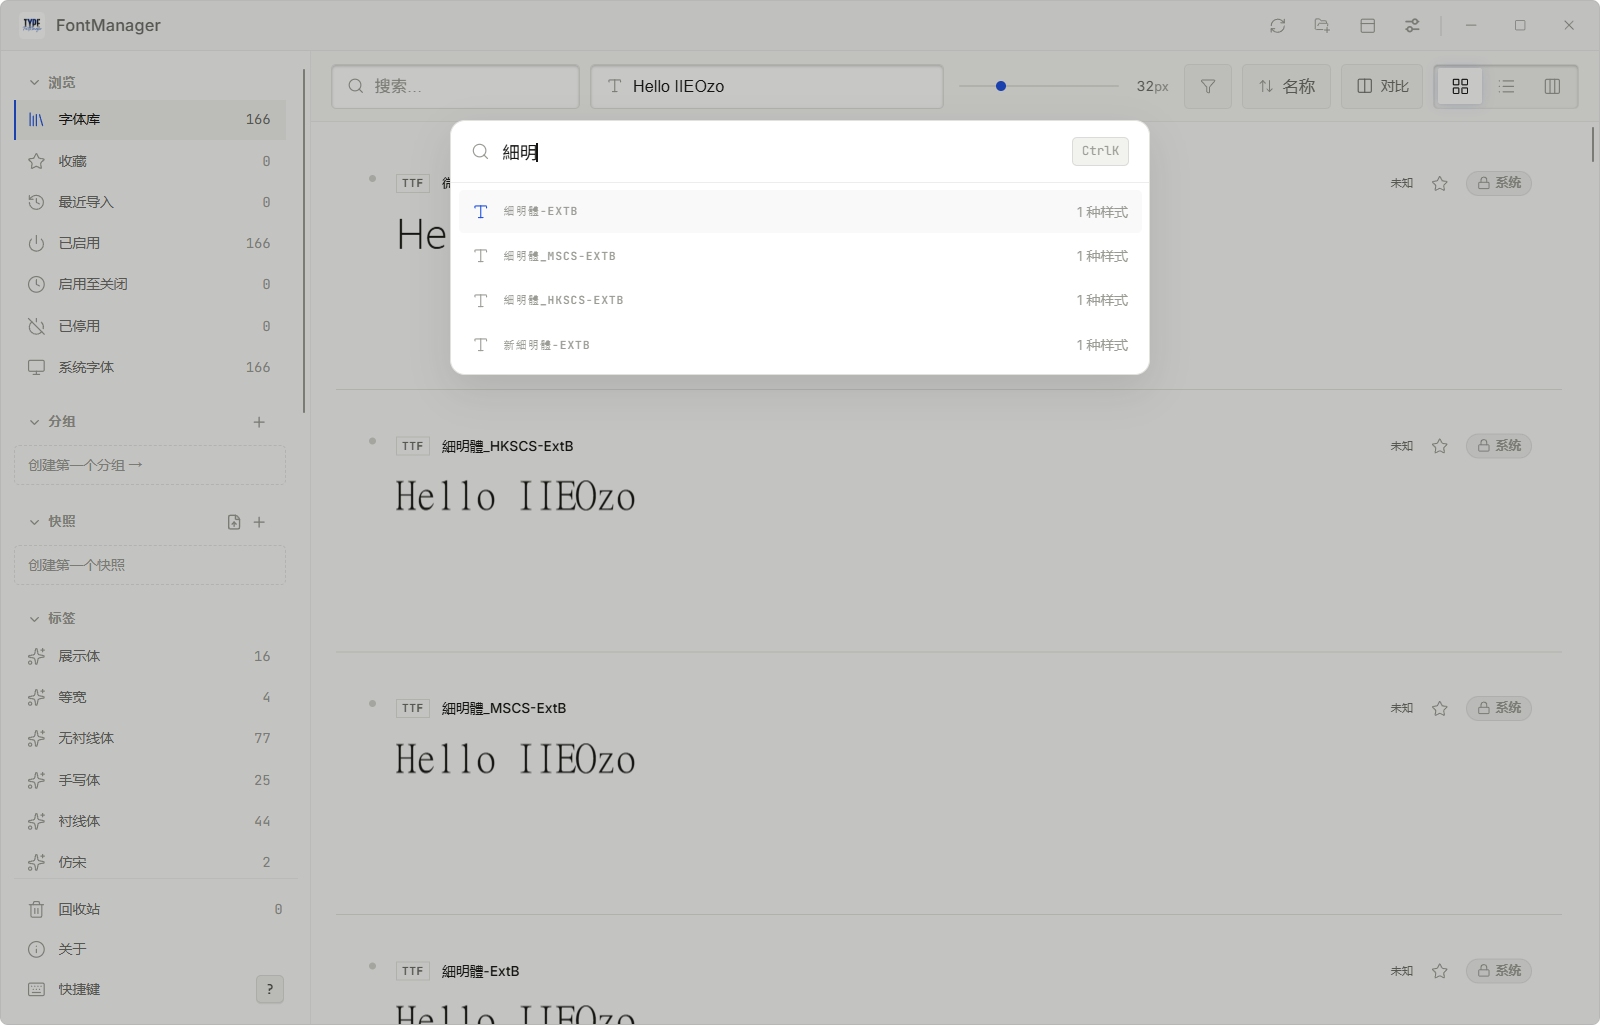 TYPE
FontManager
浏览
字体库 166
收藏 0
最近导入 0
已启用 166
启用至关闭 0
已停用 0
系统字体 166
分组
创建第一个分组 →
快照
创建第一个快照
标签
展示体 16
等宽 4
无衬线体 77
手写体 25
衬线体 44
仿宋 2
回收站 0
关于
快捷键 ?
搜索...
Hello IIEOzo
32px
名称
对比
細明
CtrlK
細明體-EXTB 1 种样式
細明體_MSCS-EXTB 1 种样式
細明體_HKSCS-EXTB 1 种样式
新細明體-EXTB 1 种样式
TTF 未知 系统
He
TTF 細明體_HKSCS-ExtB 未知 系统
Hello IIEOzo
TTF 細明體_MSCS-ExtB 未知 系统
Hello IIEOzo
TTF 細明體-ExtB 未知 系统
Hello IIEOzo